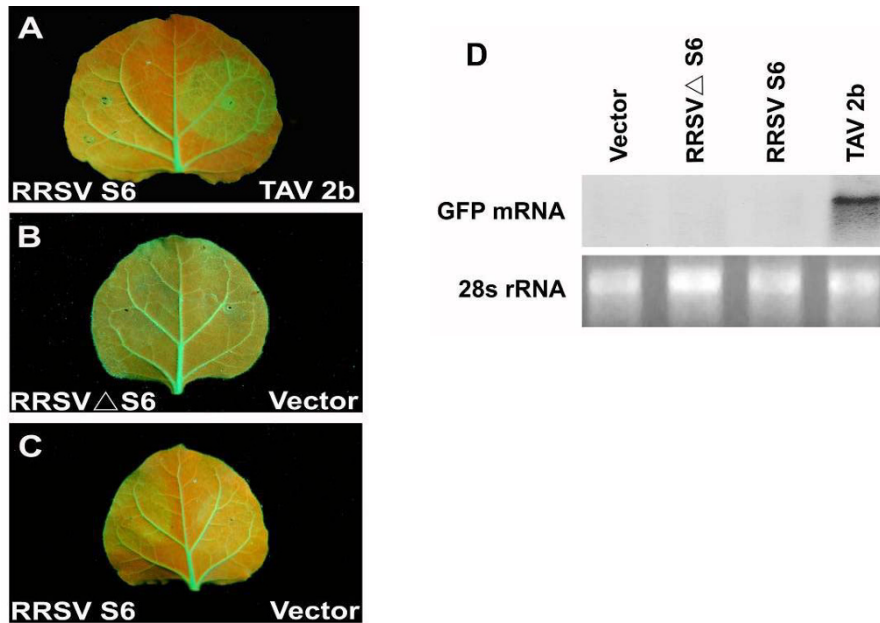 A
RRSV S6 TAV 2b
B
RRSV△S6 Vector
C
RRSV S6 Vector
D
Vector
RRSV△ S6
RRSV S6
TAV 2b
GFP mRNA
28s rRNA